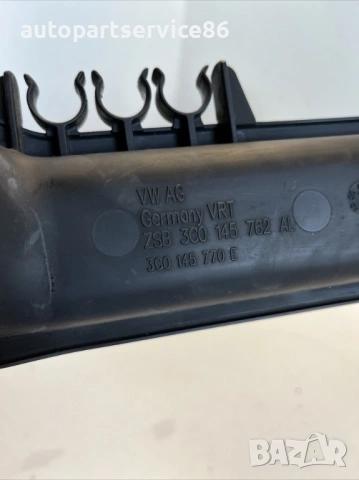 autopartservice86
VW AG
Germany VRT
ZSB 3C0 145 762 AL
3C0 145 770 E
BAZAR